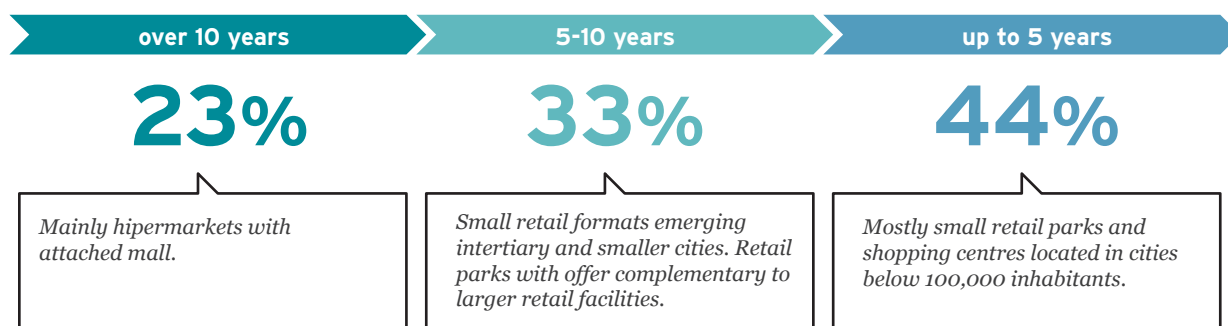 over 10 years
5-10 years
up to 5 years
23%
33%
44%
Mainly hipermarkets with
attached mall.
Small retail formats emerging
intertiary and smaller cities. Retail
parks with offer complementary to
larger retail facilities.
Mostly small retail parks and
shopping centres located in cities
below 100,000 inhabitants.